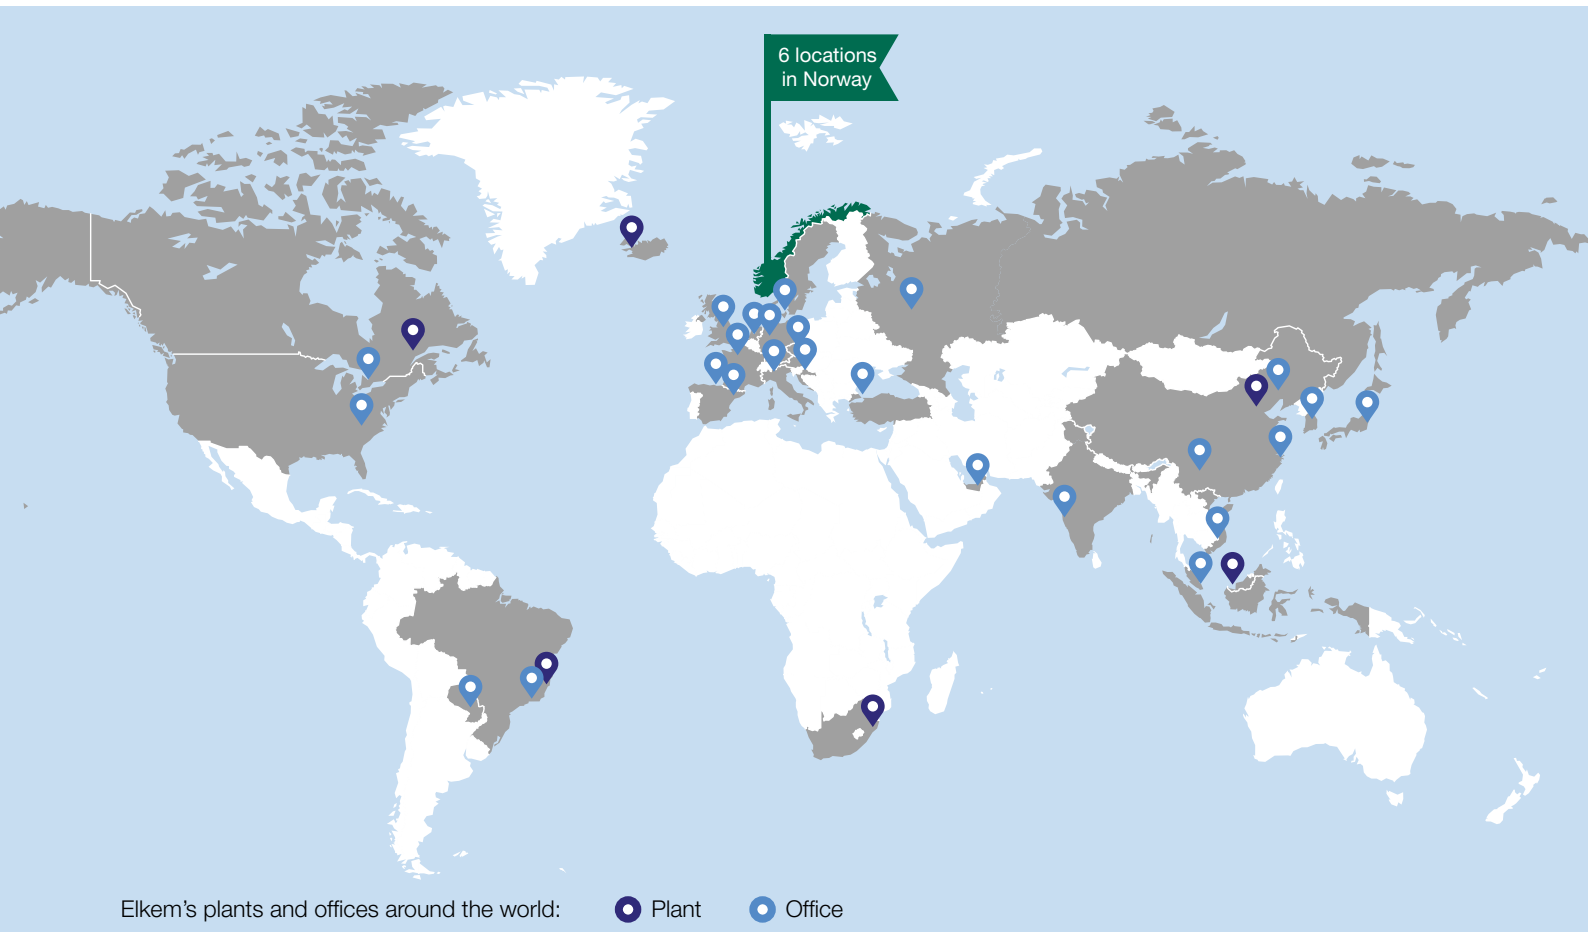 6 locations
in Norway
Elkem's plants and offices around the world: Plant Office